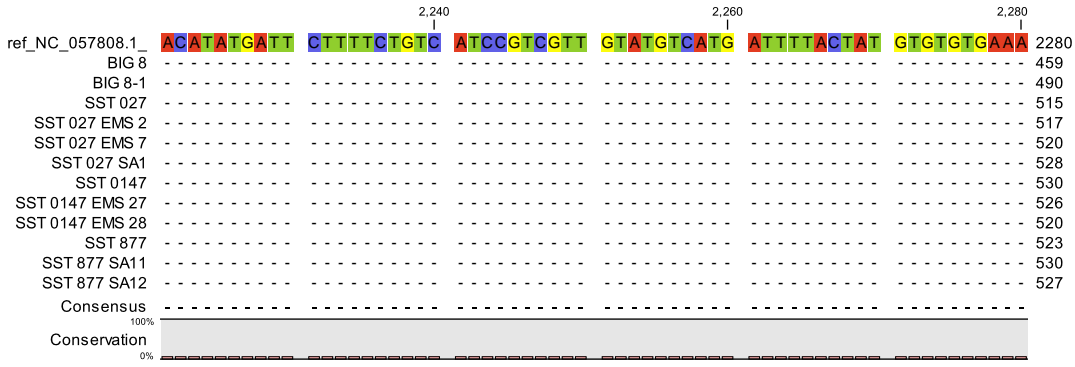 2,240 2,260 2,280
ref_NC_057808.1_ ACATATGATT CTTTTCTGTC ATCCGTCGTT GTATGTCATG ATTTTACTAT GTGTGTGAAA 2280
BIG 8 - - - - - - - - - - - - - - - - - - - - - - - - - - - - - - - - - - - - - - - - - - - - - - - - - - - - - - - - - - - - 459
BIG 8-1 - - - - - - - - - - - - - - - - - - - - - - - - - - - - - - - - - - - - - - - - - - - - - - - - - - - - - - - - - - - - 490
SST 027 - - - - - - - - - - - - - - - - - - - - - - - - - - - - - - - - - - - - - - - - - - - - - - - - - - - - - - - - - - - - 515
SST 027 EMS 2 - - - - - - - - - - - - - - - - - - - - - - - - - - - - - - - - - - - - - - - - - - - - - - - - - - - - - - - - - - - - 517
SST 027 EMS 7 - - - - - - - - - - - - - - - - - - - - - - - - - - - - - - - - - - - - - - - - - - - - - - - - - - - - - - - - - - - - 520
SST 027 SA1 - - - - - - - - - - - - - - - - - - - - - - - - - - - - - - - - - - - - - - - - - - - - - - - - - - - - - - - - - - - - 528
SST 0147 - - - - - - - - - - - - - - - - - - - - - - - - - - - - - - - - - - - - - - - - - - - - - - - - - - - - - - - - - - - - 530
SST 0147 EMS 27 - - - - - - - - - - - - - - - - - - - - - - - - - - - - - - - - - - - - - - - - - - - - - - - - - - - - - - - - - - - - 526
SST 0147 EMS 28 - - - - - - - - - - - - - - - - - - - - - - - - - - - - - - - - - - - - - - - - - - - - - - - - - - - - - - - - - - - - 520
SST 877 - - - - - - - - - - - - - - - - - - - - - - - - - - - - - - - - - - - - - - - - - - - - - - - - - - - - - - - - - - - - 523
SST 877 SA11 - - - - - - - - - - - - - - - - - - - - - - - - - - - - - - - - - - - - - - - - - - - - - - - - - - - - - - - - - - - - 530
SST 877 SA12 - - - - - - - - - - - - - - - - - - - - - - - - - - - - - - - - - - - - - - - - - - - - - - - - - - - - - - - - - - - - 527
Consensus - - - - - - - - - - - - - - - - - - - - - - - - - - - - - - - - - - - - - - - - - - - - - - - - - - - - - - - - - - - -
100%
Conservation
0%